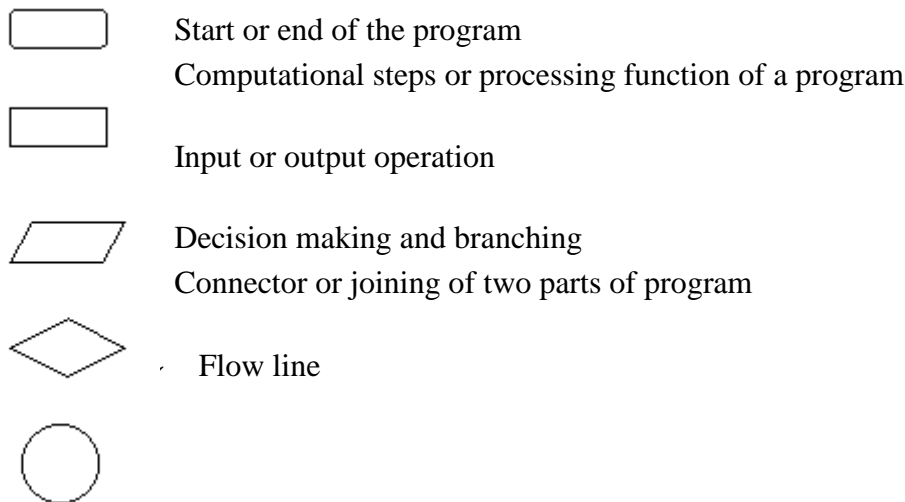 Start or end of the program
Computational steps or processing function of a program
Input or output operation
Decision making and branching
Connector or joining of two parts of program
Flow line